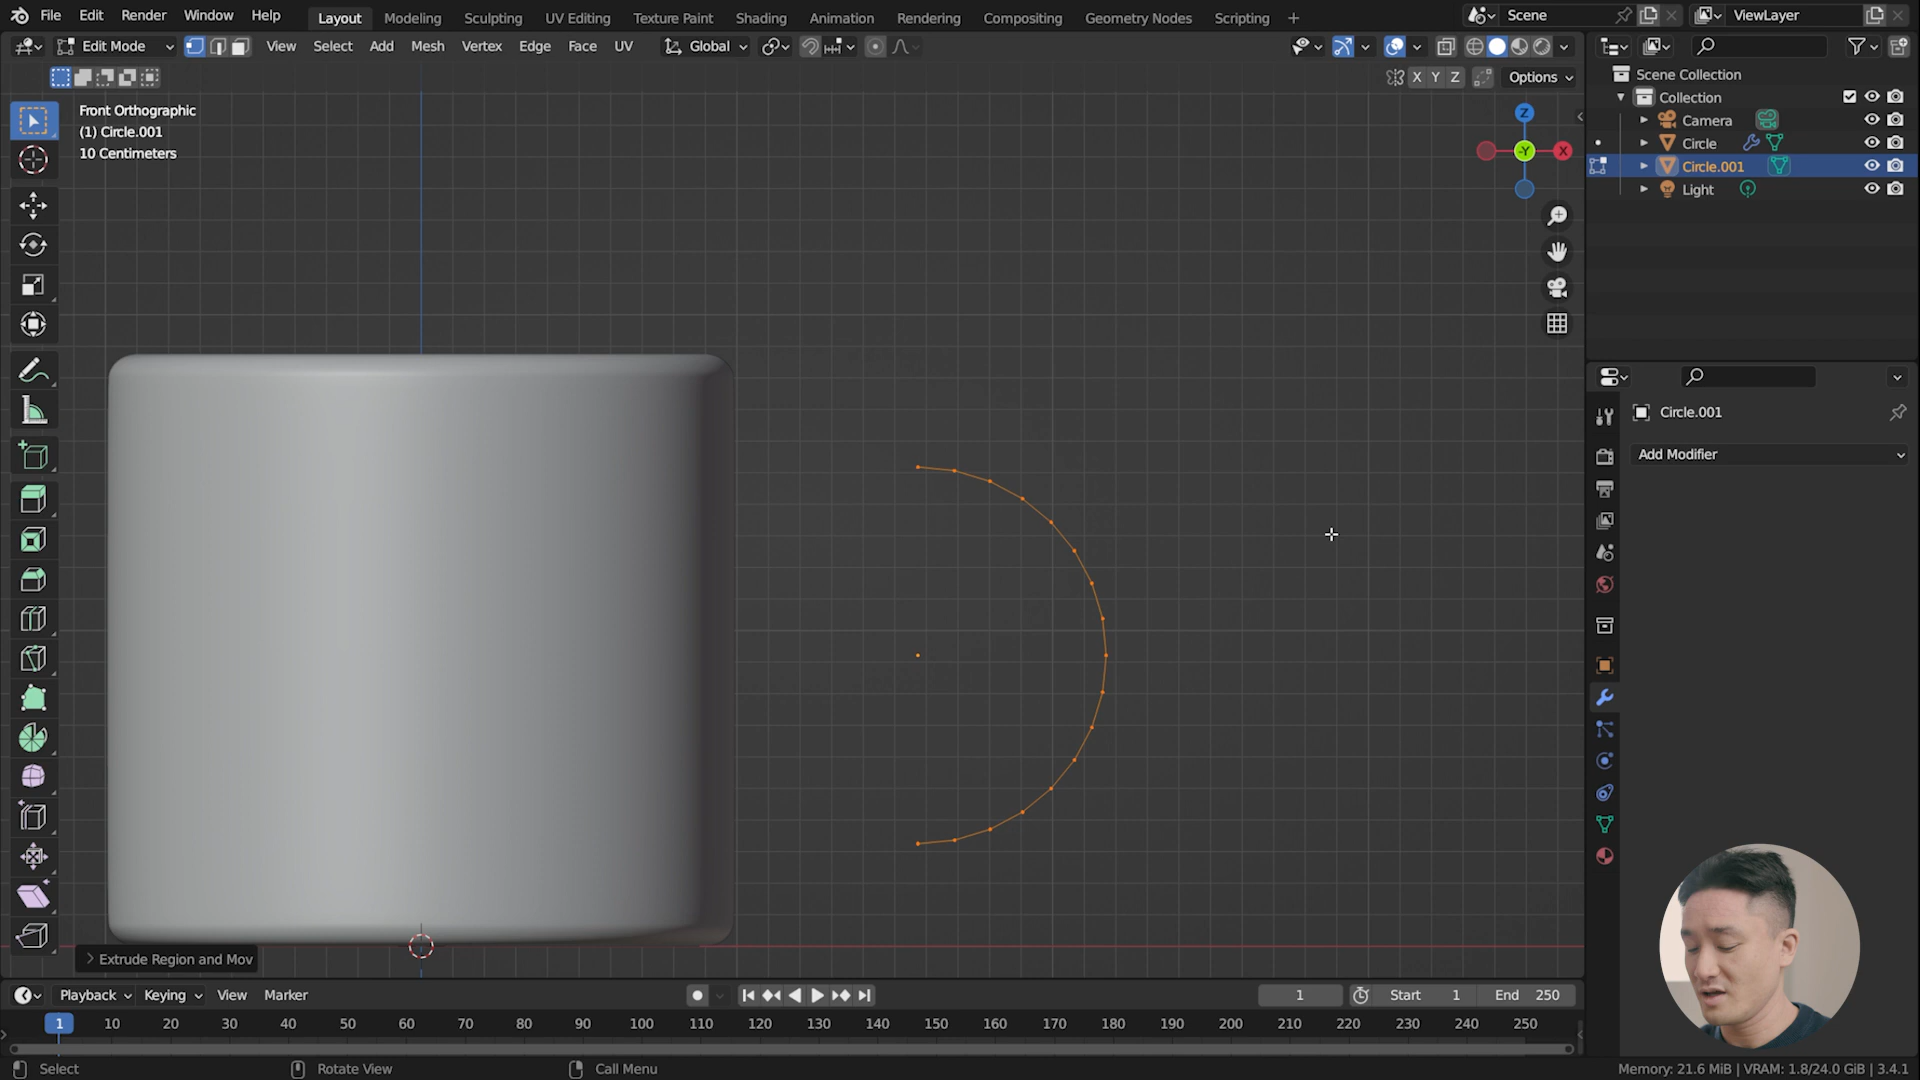 File Edit Render Window Help Layout Modeling Sculpting UV Editing Texture Paint Shading Animation Rendering Compositing Geometry Nodes Scripting + Scene ViewLayer
Edit Mode View Select Add Mesh Vertex Edge Face UV Global
X Y Z Options
Front Orthographic
(1) Circle.001
10 Centimeters
Z
X
-Y
Scene Collection
Collection
Camera
Circle
Circle.001
Light
Circle.001
Add Modifier
Extrude Region and Mov
Playback Keying View Marker 1 Start 1 End 250
1 10 20 30 40 50 60 70 80 90 100 110 120 130 140 150 160 170 180 190 200 210 220 230 240 250
Select Rotate View Call Menu Memory: 21.6 MiB | VRAM: 1.8/24.0 GiB | 3.4.1